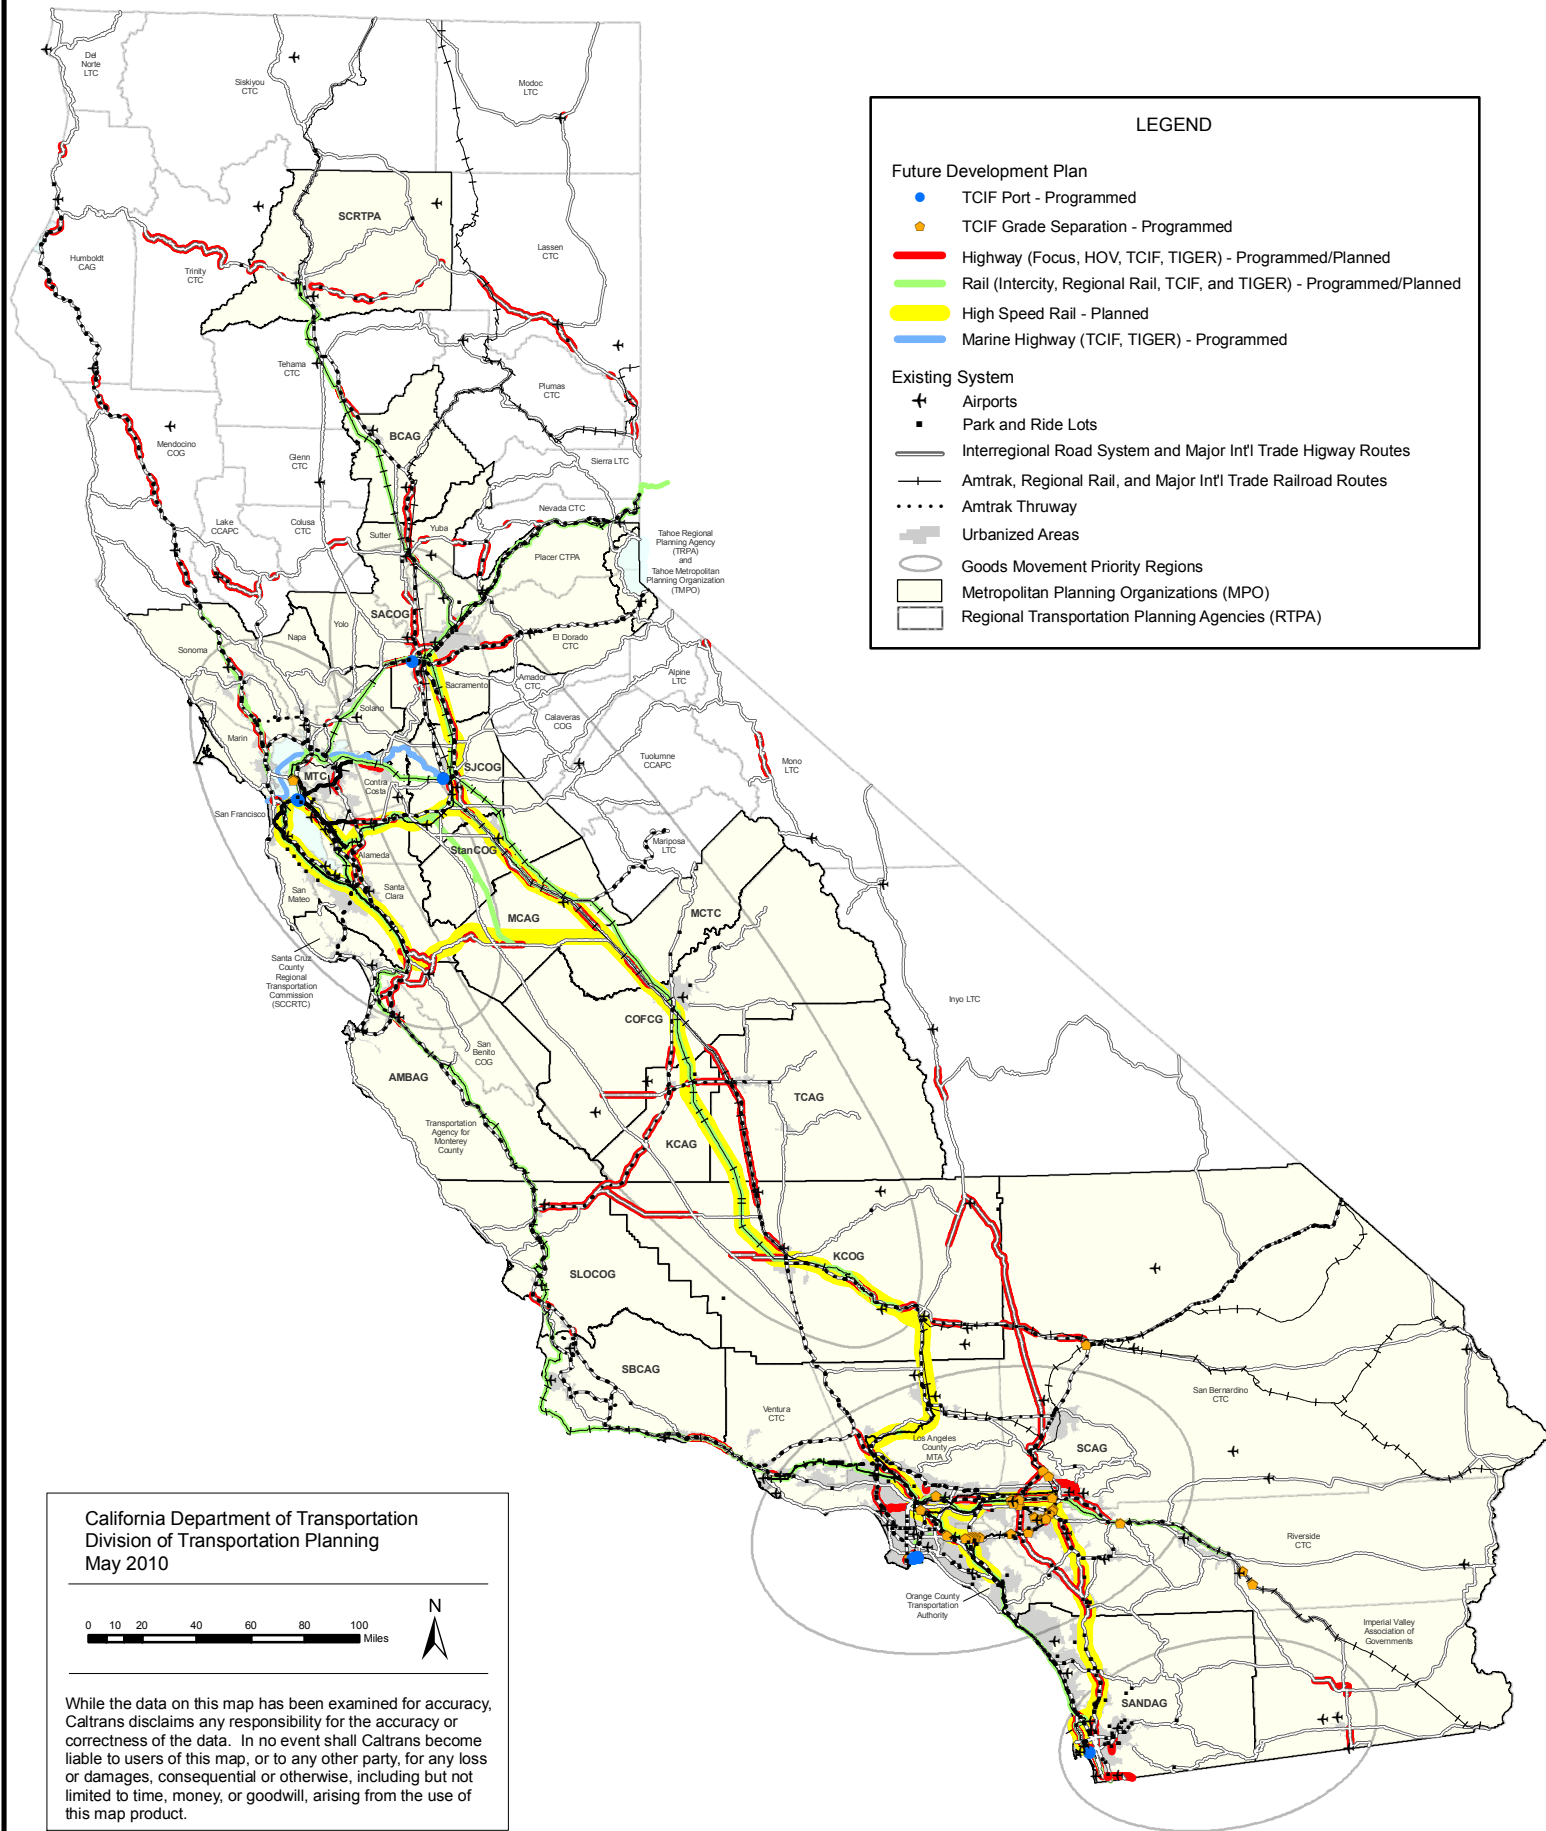 Del
Norte
LTC
Siskiyou
CTC
Modoc
LTC
SCRTPA
Humboldt
CAG
Trinity
CTC
Lassen
CTC
Tehama
CTC
Plumas
CTC
BCAG
Mendocino
COG
Glenn
CTC
Sierra LTC
Lake
CCAPC
Colusa
CTC
Sutter
Yuba
Nevada CTC
Placer CTPA
Tahoe Regional
Planning Agency
(TRPA)
and
Tahoe Metropolitan
Planning Organization
(TMPO)
SACOG
Yolo
Napa
Sonoma
El Dorado
CTC
Sacramento
Amador
CTC
Alpine
LTC
Solano
Calaveras
COG
Marin
Tuolumne
CCAPC
Mono
LTC
SJCOG
MTC
Contra
Costa
San Francisco
Mariposa
LTC
StanCOG
Alameda
San
Mateo
Santa
Clara
MCAG
MCTC
Santa Cruz
County
Regional
Transportation
Commission
(SCCRTC)
Inyo LTC
COFCG
San
Benito
COG
AMBAG
TCAG
Transportation
Agency for
Monterey
County
KCAG
KCOG
SLOCOG
SBCAG
Ventura
CTC
San Bernardino
CTC
Los Angeles
County
MTA
SCAG
Riverside
CTC
Orange County
Transportation
Authority
Imperial Valley
Association of
Governments
SANDAG
LEGEND
Future Development Plan
TCIF Port - Programmed
TCIF Grade Separation - Programmed
Highway (Focus, HOV, TCIF, TIGER) - Programmed/Planned
Rail (Intercity, Regional Rail, TCIF, and TIGER) - Programmed/Planned
High Speed Rail - Planned
Marine Highway (TCIF, TIGER) - Programmed
Existing System
Airports
Park and Ride Lots
Interregional Road System and Major Int'l Trade Higway Routes
Amtrak, Regional Rail, and Major Int'l Trade Railroad Routes
Amtrak Thruway
Urbanized Areas
Goods Movement Priority Regions
Metropolitan Planning Organizations (MPO)
Regional Transportation Planning Agencies (RTPA)
California Department of Transportation
Division of Transportation Planning
May 2010
N
0 10 20 40 60 80 100
Miles
While the data on this map has been examined for accuracy,
Caltrans disclaims any responsibility for the accuracy or
correctness of the data. In no event shall Caltrans become
liable to users of this map, or to any other party, for any loss
or damages, consequential or otherwise, including but not
limited to time, money, or goodwill, arising from the use of
this map product.